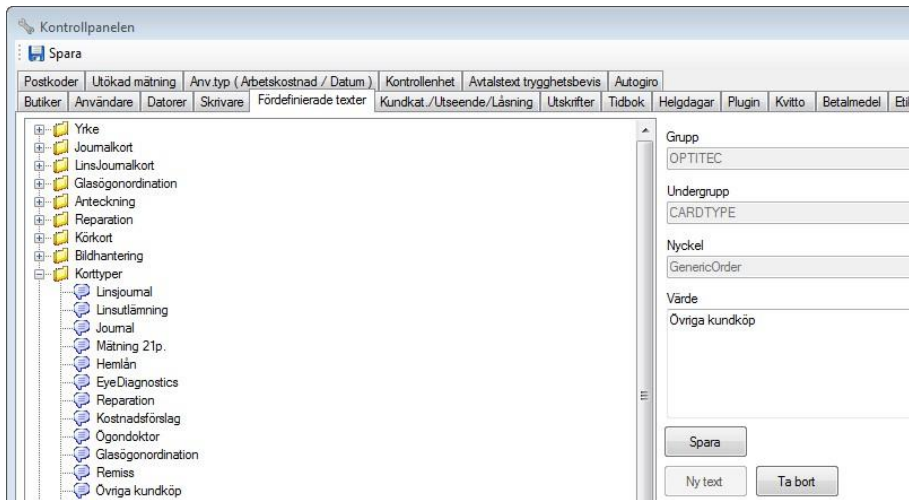 Kontrollpanelen
Spara
Postkoder Utökad mätning Anv.typ ( Arbetskostnad / Datum ) Kontrollenhet Avtalstext trygghetsbevis Autogiro
Butiker Användare Datorer Skrivare Fördefinierade texter Kundkat./Utseende/Låsning Utskrifter Tidbok Helgdagar Plugin Kvitto Betalmedel Eti
Yrke
Journalkort
LinsJournalkort
Glasögonordination
Anteckning
Reparation
Körkort
Bildhantering
Korttyper
Linsjournal
Linsutlämning
Journal
Mätning 21p.
Hemlån
EyeDiagnostics
Reparation
Kostnadsförslag
Ögondoktor
Glasögonordination
Remiss
Övriga kundköp
Grupp
OPTITEC
Undergrupp
CARDTYPE
Nyckel
GenericOrder
Värde
Övriga kundköp
Spara
Ny text Ta bort